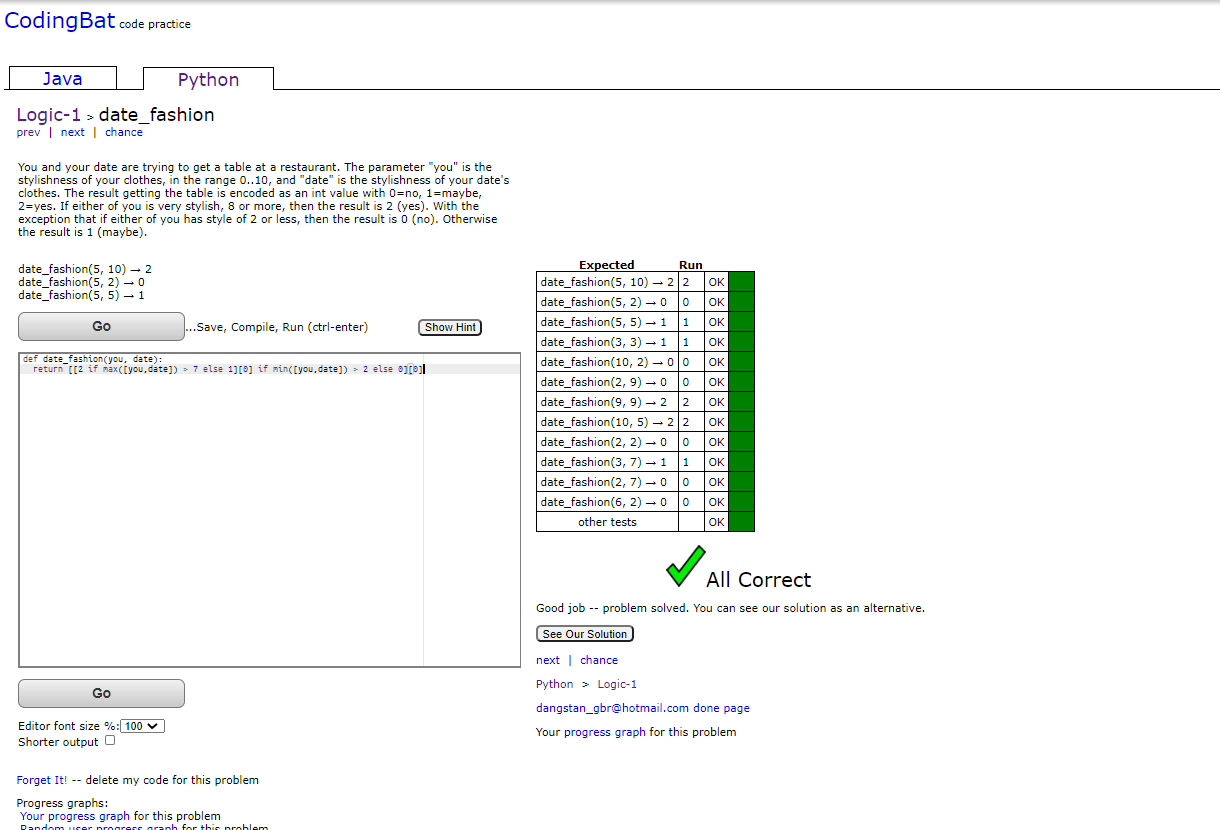 CodingBat code practice
Java
Python
Logic-1 > date_fashion
prev | next | chance
You and your date are trying to get a table at a restaurant. The parameter "you" is the
stylishness of your clothes, in the range 0..10, and "date" is the stylishness of your date's
clothes. The result getting the table is encoded as an int value with 0=no, 1=maybe,
2=yes. If either of you is very stylish, 8 or more, then the result is 2 (yes). With the
exception that if either of you has style of 2 or less, then the result is 0 (no). Otherwise
the result is 1 (maybe).
date_fashion(5, 10) → 2
date_fashion(5, 2) → 0
date_fashion(5, 5) → 1
Go ...Save, Compile, Run (ctrl-enter) Show Hint
def date_fashion(you, date):
return [[2 if max([you,date]) > 7 else 1][0] if min([you,date]) > 2 else 0][0]
Go
Editor font size %: 100
Shorter output
Forget It! -- delete my code for this problem
Progress graphs:
Your progress graph for this problem
Random user progress graph for this problem
Expected Run
date_fashion(5, 10) → 2 2 OK
date_fashion(5, 2) → 0 0 OK
date_fashion(5, 5) → 1 1 OK
date_fashion(3, 3) → 1 1 OK
date_fashion(10, 2) → 0 0 OK
date_fashion(2, 9) → 0 0 OK
date_fashion(9, 9) → 2 2 OK
date_fashion(10, 5) → 2 2 OK
date_fashion(2, 2) → 0 0 OK
date_fashion(3, 7) → 1 1 OK
date_fashion(2, 7) → 0 0 OK
date_fashion(6, 2) → 0 0 OK
other tests OK
All Correct
Good job -- problem solved. You can see our solution as an alternative.
See Our Solution
next | chance
Python > Logic-1
dangstan_gbr@hotmail.com done page
Your progress graph for this problem